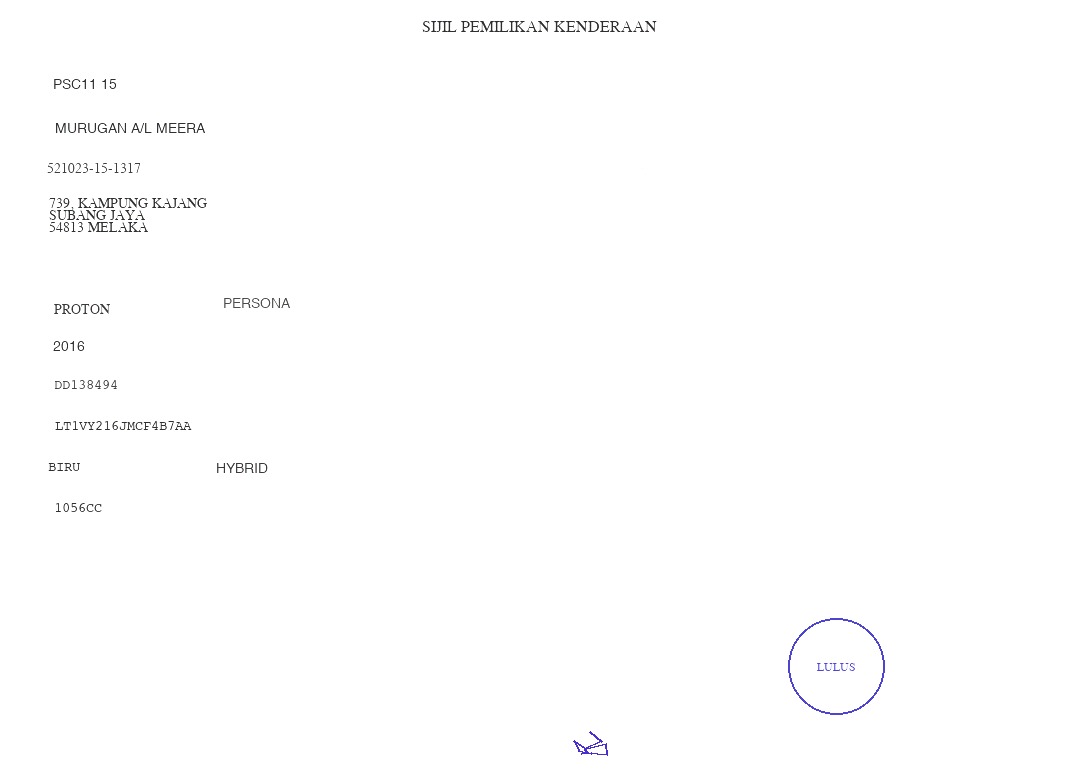 SIJIL PEMILIKAN KENDERAAN
PSC11 15
MURUGAN A/L MEERA
521023-15-1317
739, KAMPUNG KAJANG
SUBANG JAYA
54813 MELAKA
PROTON PERSONA
2016
DD138494
LT1VY216JMCF4B7AA
BIRU HYBRID
1056CC
LULUS